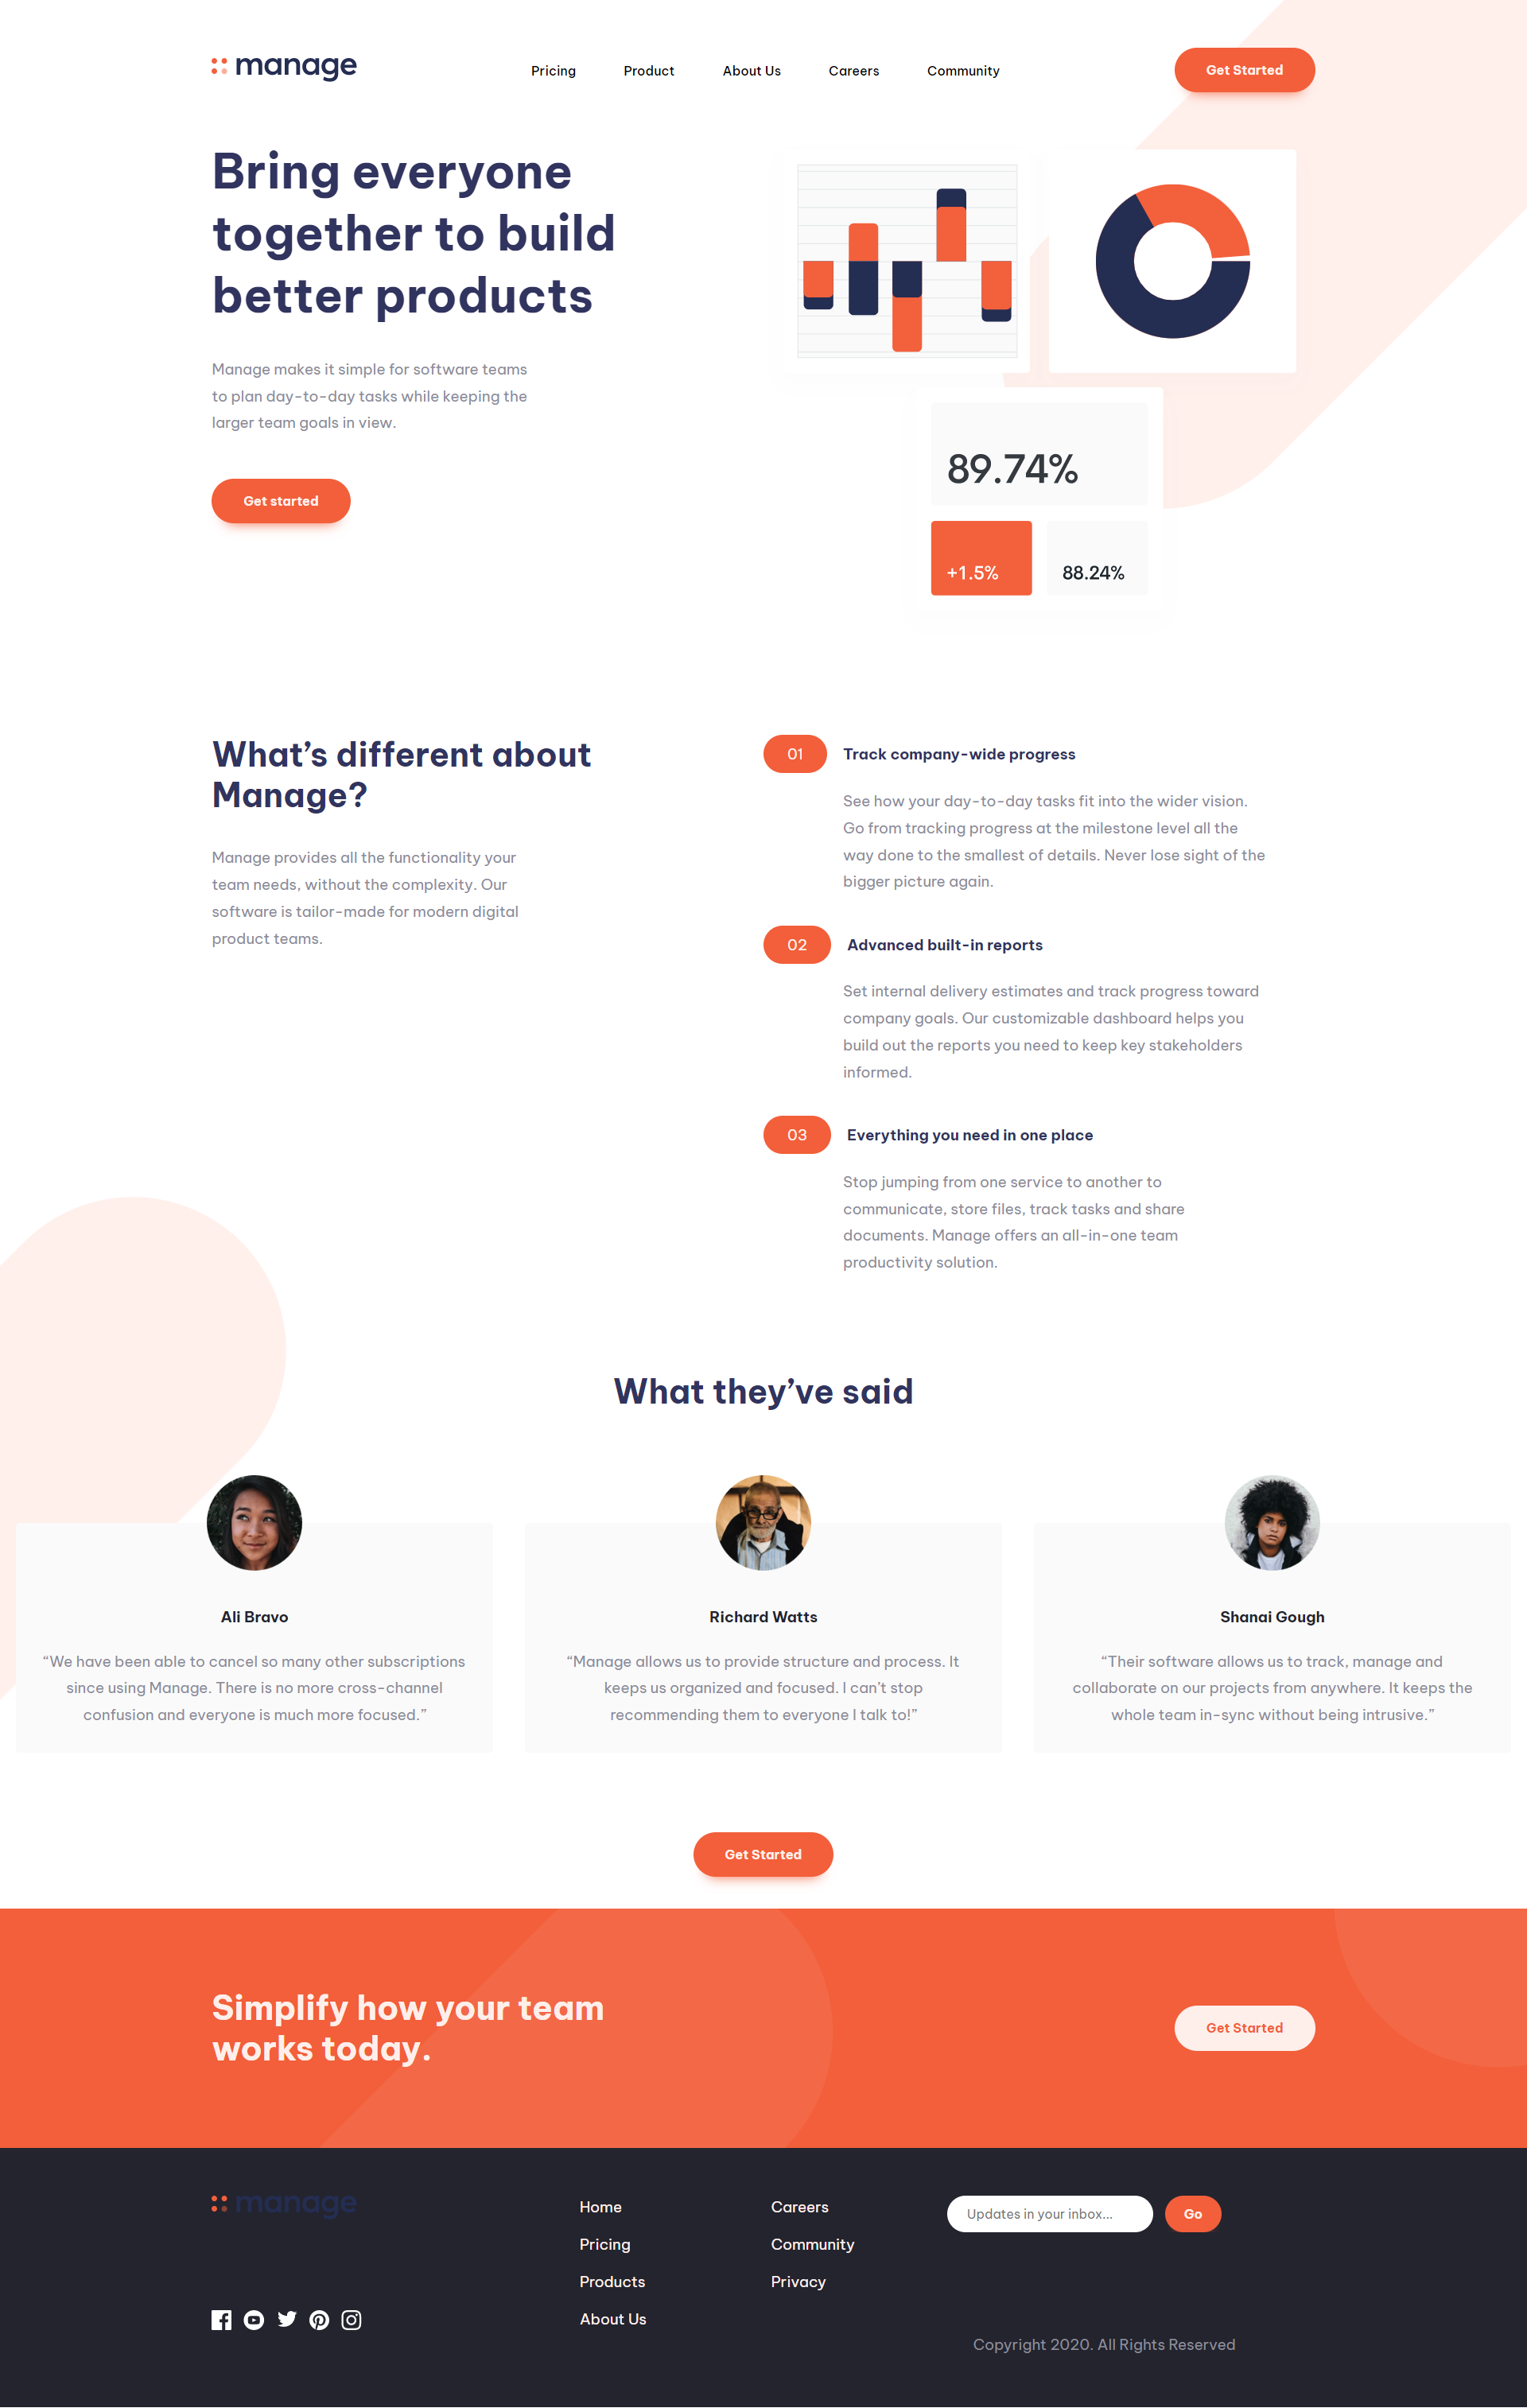 manage
Pricing
Product
About Us
Careers
Community
Get Started
Bring everyone
together to build
better products
Manage makes it simple for software teams
to plan day-to-day tasks while keeping the
larger team goals in view.
Get started
89.74%
+1.5%
88.24%
What’s different about
Manage?
Manage provides all the functionality your
team needs, without the complexity. Our
software is tailor-made for modern digital
product teams.
01
Track company-wide progress
See how your day-to-day tasks fit into the wider vision.
Go from tracking progress at the milestone level all the
way done to the smallest of details. Never lose sight of the
bigger picture again.
02
Advanced built-in reports
Set internal delivery estimates and track progress toward
company goals. Our customizable dashboard helps you
build out the reports you need to keep key stakeholders
informed.
03
Everything you need in one place
Stop jumping from one service to another to
communicate, store files, track tasks and share
documents. Manage offers an all-in-one team
productivity solution.
What they’ve said
Ali Bravo
“We have been able to cancel so many other subscriptions
since using Manage. There is no more cross-channel
confusion and everyone is much more focused.”
Richard Watts
“Manage allows us to provide structure and process. It
keeps us organized and focused. I can’t stop
recommending them to everyone I talk to!”
Shanai Gough
“Their software allows us to track, manage and
collaborate on our projects from anywhere. It keeps the
whole team in-sync without being intrusive.”
Get Started
Simplify how your team
works today.
Get Started
manage
Home
Pricing
Products
About Us
Careers
Community
Privacy
Updates in your inbox...
Go
Copyright 2020. All Rights Reserved